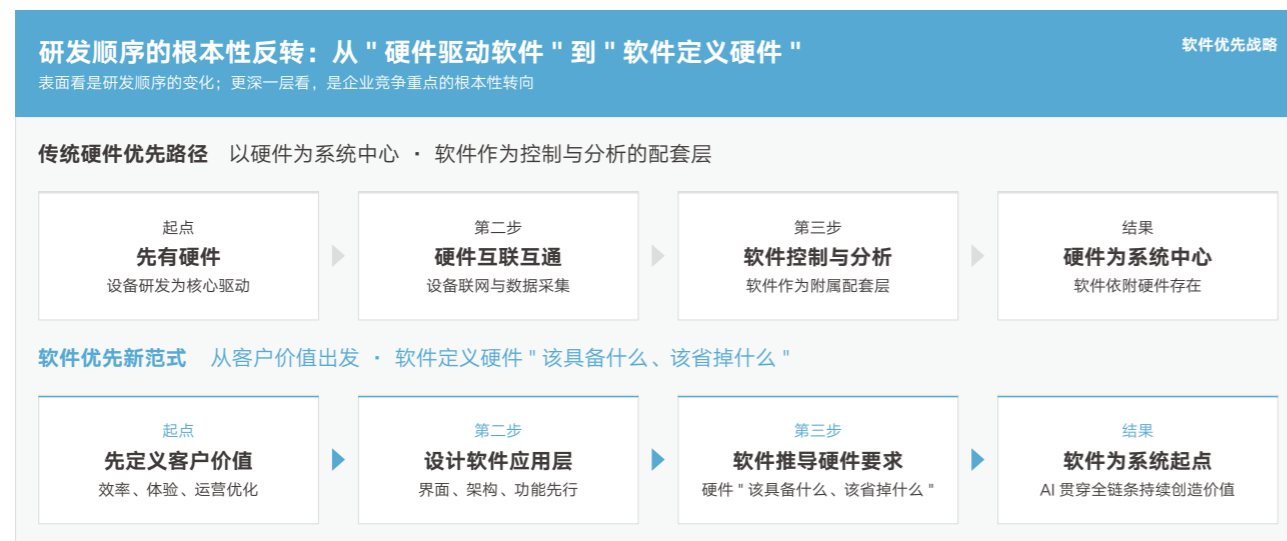 研发顺序的根本性反转：从 " 硬件驱动软件 " 到 " 软件定义硬件 "
软件优先战略
表面看是研发顺序的变化；更深一层看，是企业竞争重点的根本性转向
传统硬件优先路径 以硬件为系统中心 · 软件作为控制与分析的配套层
起点
先有硬件
设备研发为核心驱动
第二步
硬件互联互通
设备联网与数据采集
第三步
软件控制与分析
软件作为附属配套层
结果
硬件为系统中心
软件依附硬件存在
软件优先新范式 从客户价值出发 · 软件定义硬件 " 该具备什么、该省掉什么 "
起点
先定义客户价值
效率、体验、运营优化
第二步
设计软件应用层
界面、架构、功能先行
第三步
软件推导硬件要求
硬件 " 该具备什么、该省掉什么 "
结果
软件为系统起点
AI 贯穿全链条持续创造价值